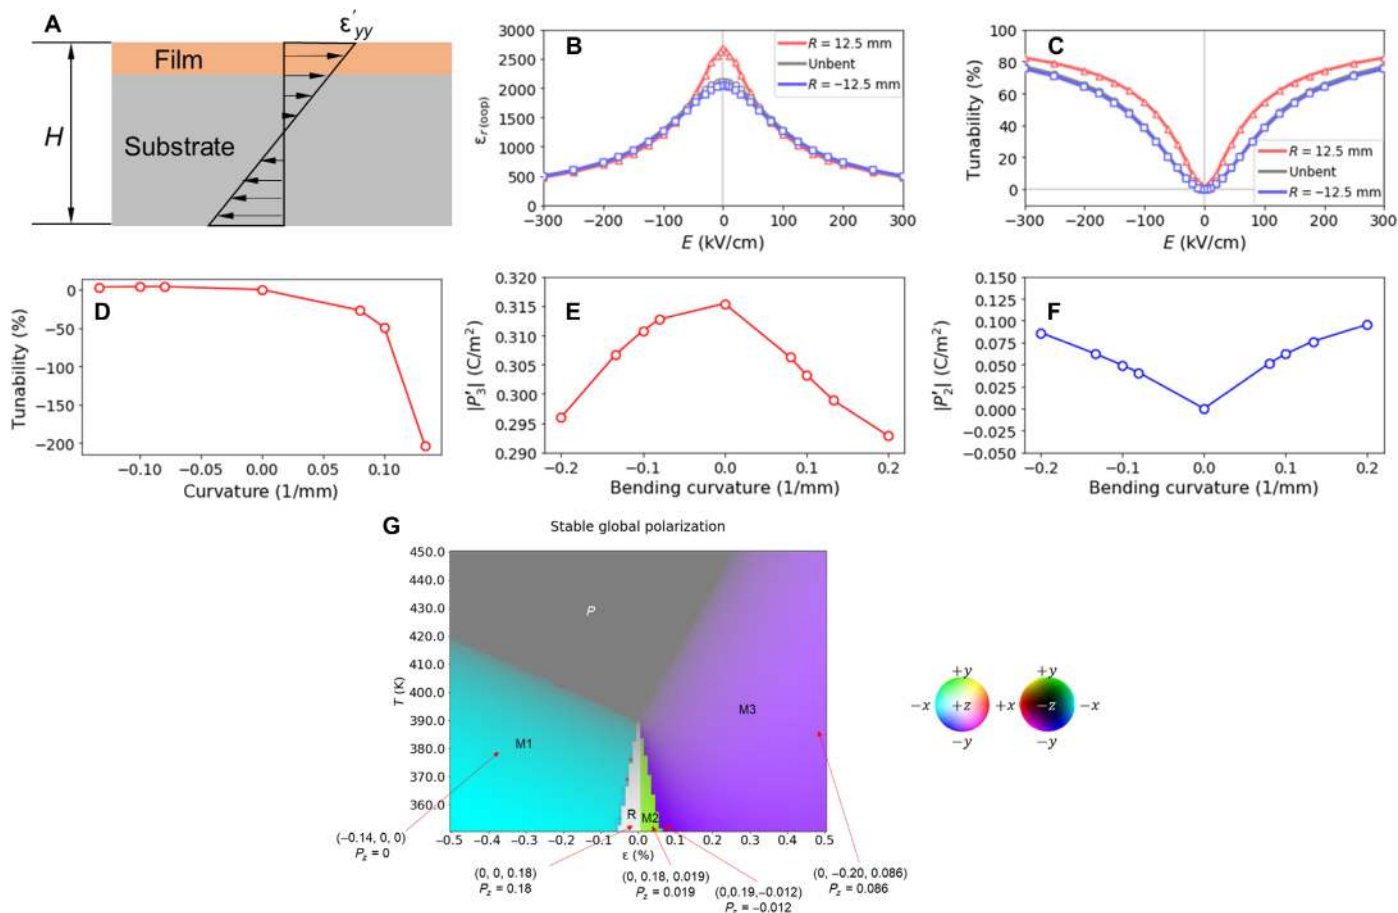 A
ε′yy
Film
H
Substrate
B
3000
2500
2000
1500
1000
500
0
εr (oop)
R = 12.5 mm
Unbent
R = −12.5 mm
−300 −200 −100 0 100 200 300
E (kV/cm)
C
100
80
60
40
20
0
Tunability (%)
R = 12.5 mm
Unbent
R = −12.5 mm
−300 −200 −100 0 100 200 300
E (kV/cm)
D
0
−50
−100
−150
−200
Tunability (%)
−0.10 −0.05 0.00 0.05 0.10
Curvature (1/mm)
E
0.320
0.315
0.310
0.305
0.300
0.295
0.290
|P′3| (C/m²)
−0.2 −0.1 0.0 0.1 0.2
Bending curvature (1/mm)
F
0.150
0.125
0.100
0.075
0.050
0.025
0.000
−0.025
−0.050
|P′2| (C/m²)
−0.2 −0.1 0.0 0.1 0.2
Bending curvature (1/mm)
G
Stable global polarization
450.0
440.0
430.0
420.0
410.0
400.0
390.0
380.0
370.0
360.0
T (K)
P
M1
M3
R
M2
−0.5 −0.4 −0.3 −0.2 −0.1 0.0 0.1 0.2 0.3 0.4 0.5
ε (%)
(−0.14, 0, 0)
Pz = 0
(0, 0, 0.18)
Pz = 0.18
(0, 0.18, 0.019)
Pz = 0.019
(0,0.19,−0.012)
Pz = −0.012
(0, −0.20, 0.086)
Pz = 0.086
+y +y
−x +z +x −z −x
−y −y